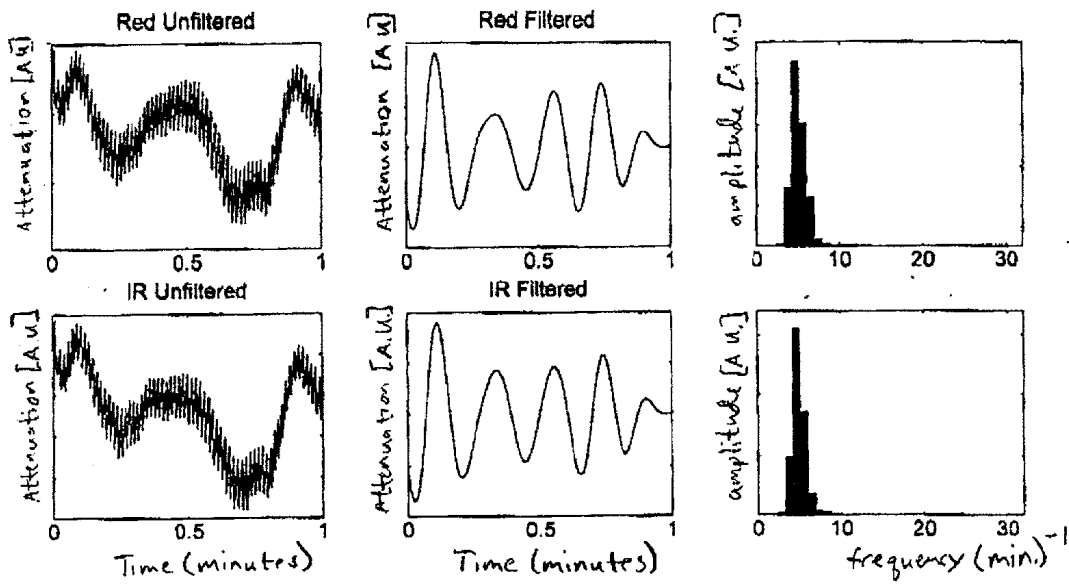 Red Unfiltered
Red Filtered
Attenuation [A U]
Attenuation [A U]
amplitude [A U.]
0 0.5 1
0 0.5 1
0 10 20 30
IR Unfiltered
IR Filtered
Attenuation [A.U.]
Attenuation [A.U.]
amplitude [A U.]
0 0.5 1
0 0.5 1
0 10 20 30
Time (minutes)
Time (minutes)
frequency (min.)⁻¹